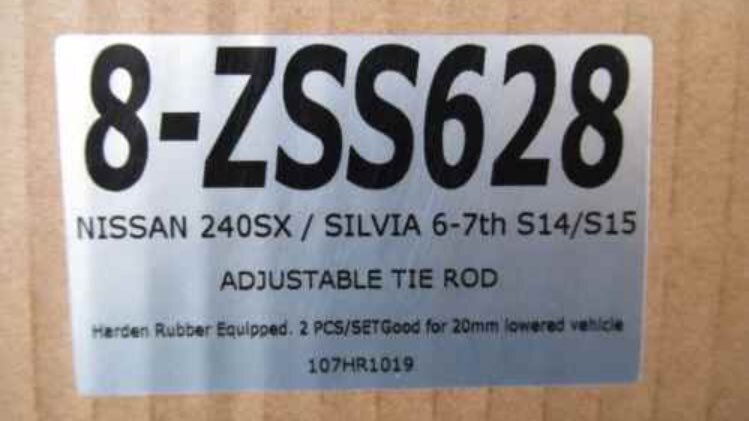 8-ZSS628
NISSAN 240SX / SILVIA 6-7th S14/S15
ADJUSTABLE TIE ROD
Harden Rubber Equipped. 2 PCS/SETGood for 20mm lowered vehicle
107HR1019